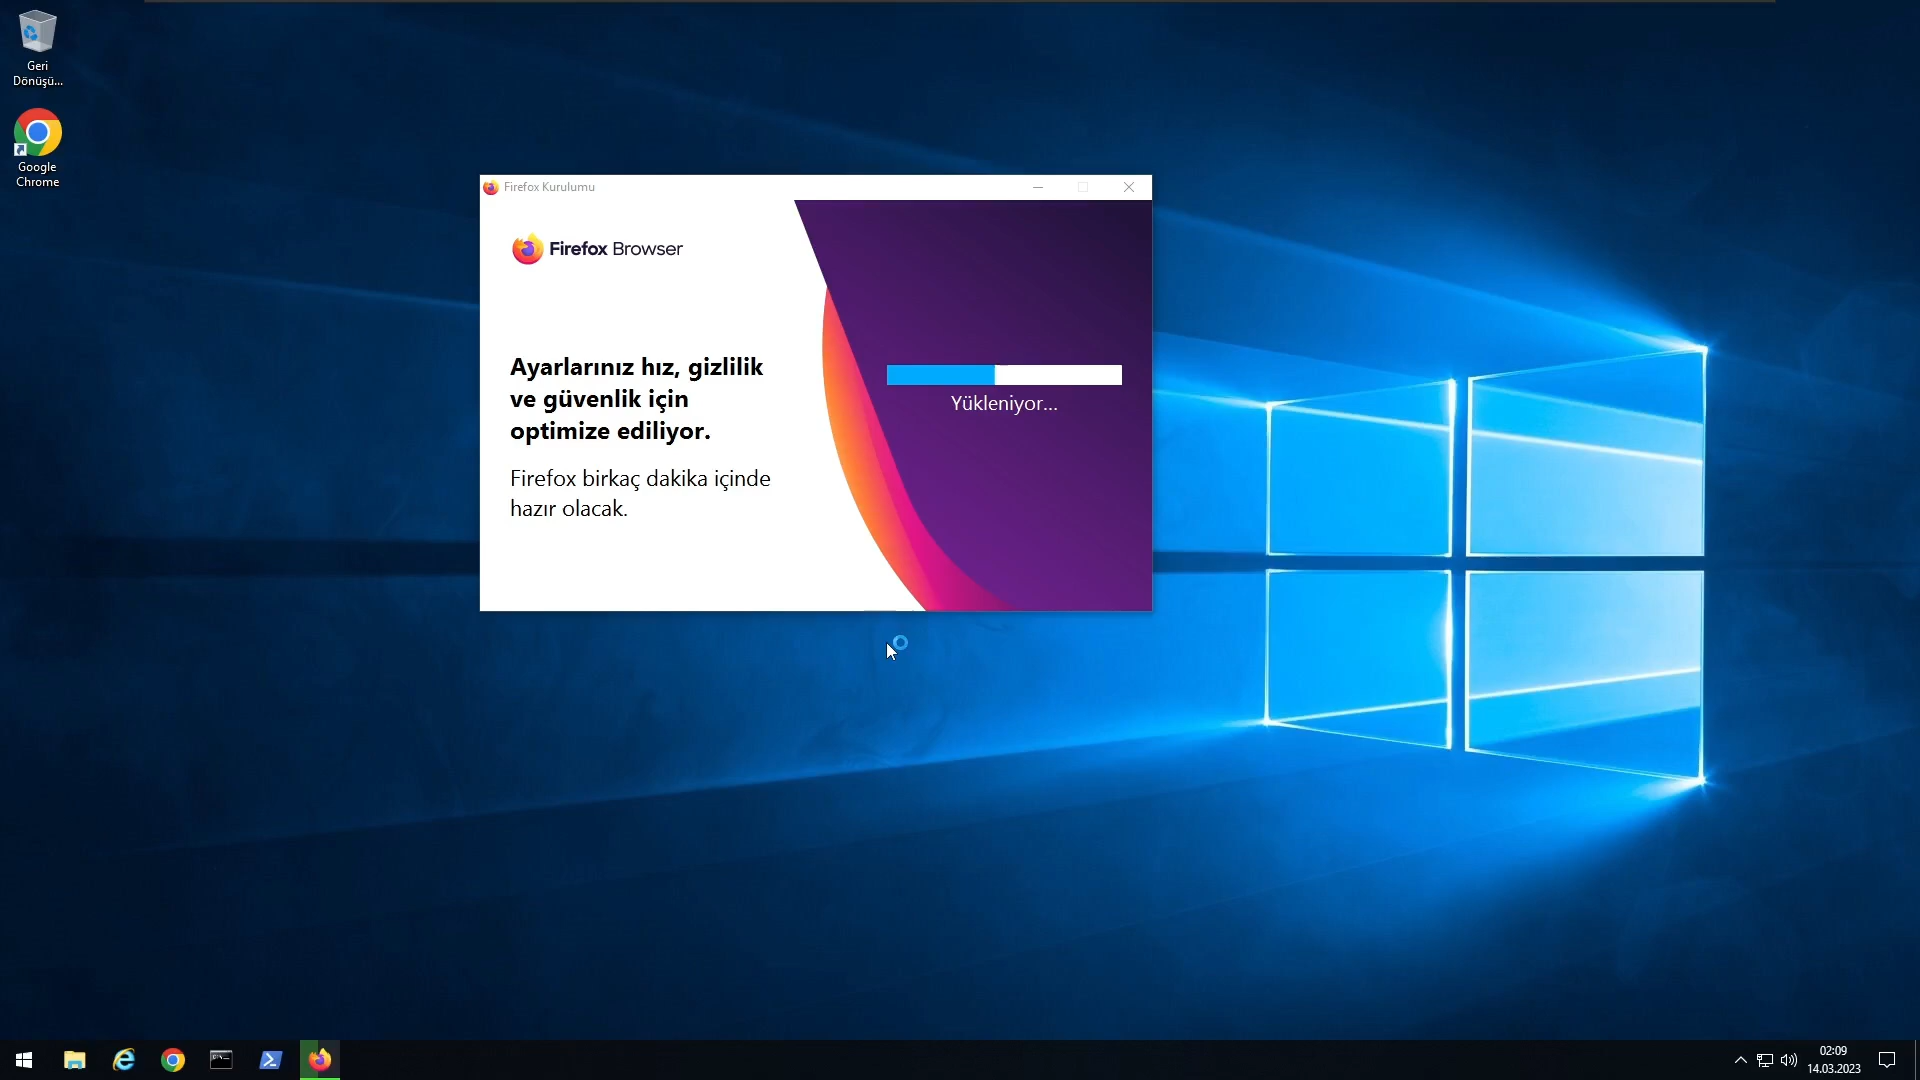 Geri
Dönüşü...
Google
Chrome
Firefox Kurulumu
Firefox Browser
Ayarlarınız hız, gizlilik
ve güvenlik için
optimize ediliyor.
Firefox birkaç dakika içinde
hazır olacak.
Yükleniyor...
02:09
14.03.2023